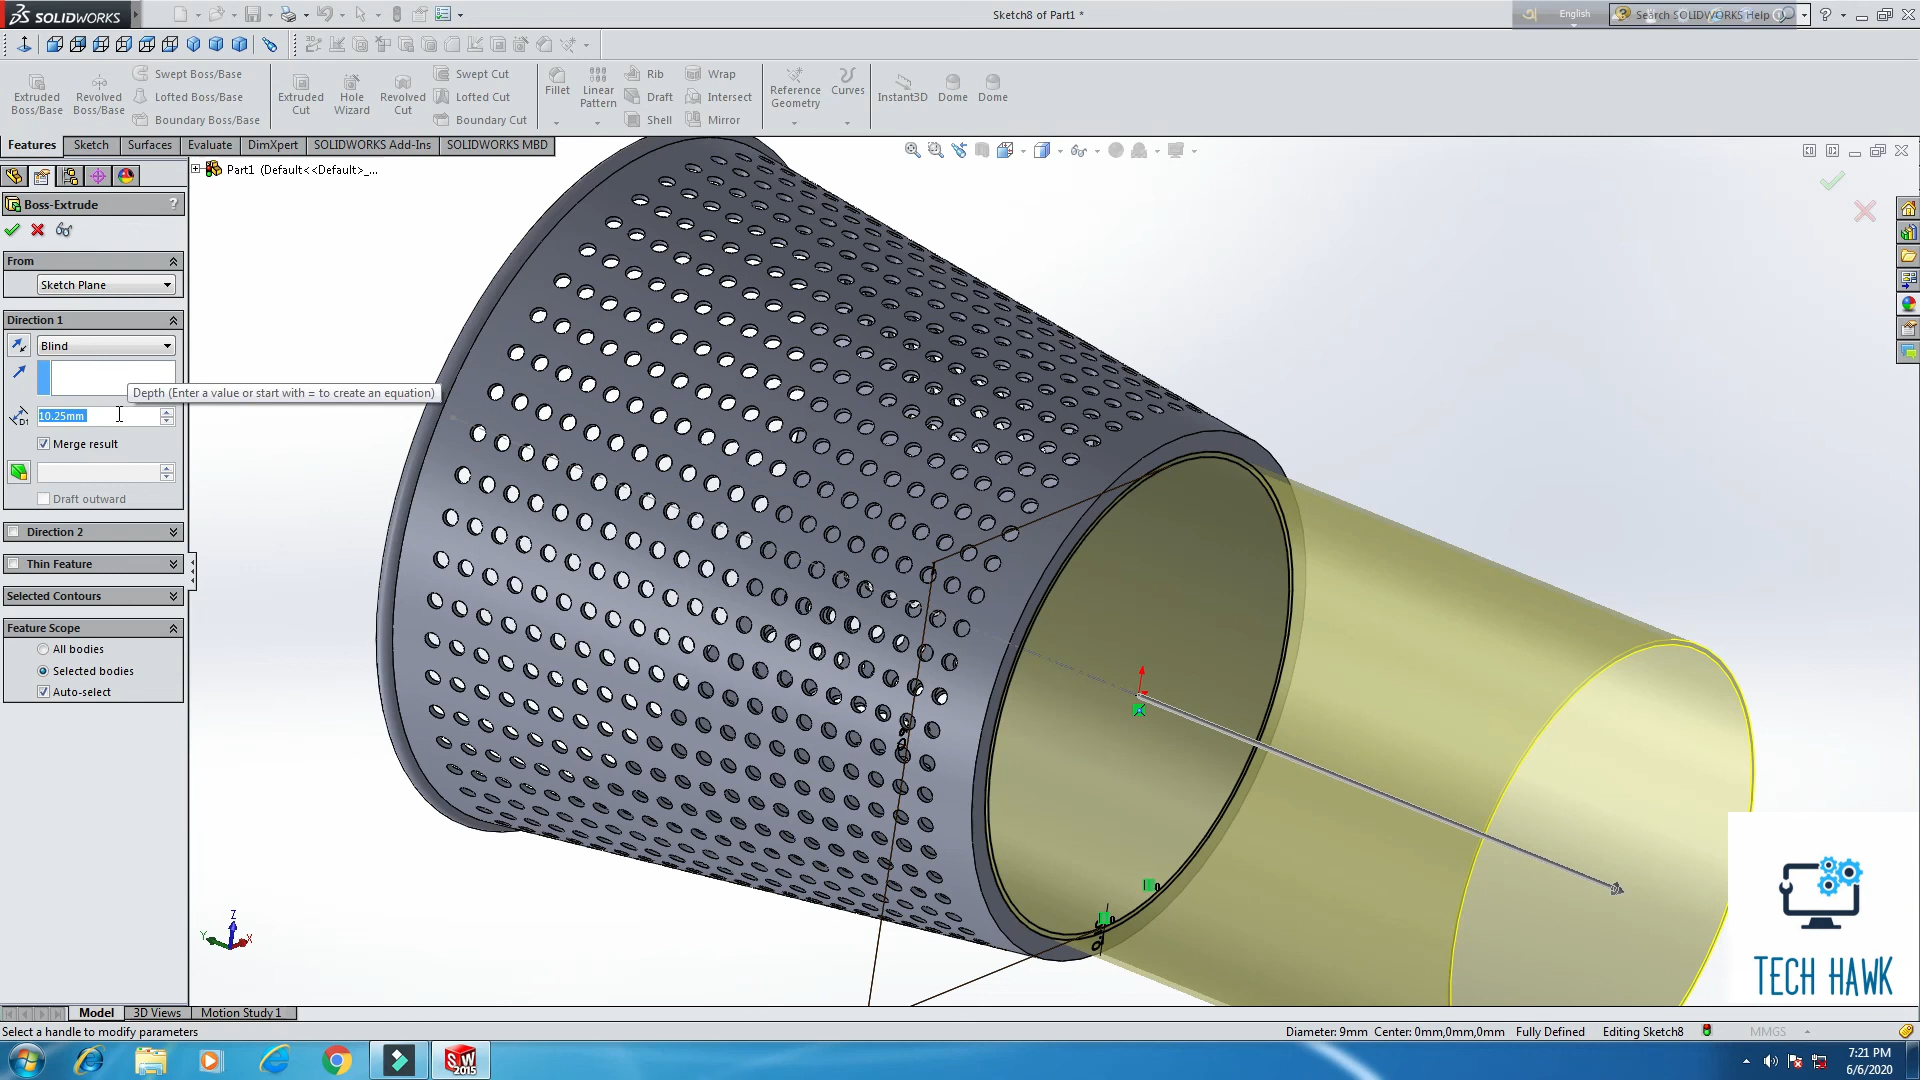 SOLIDWORKS
Sketch8 of Part1 *
English
Search SOLIDWORKS Help
Extruded Boss/Base
Revolved Boss/Base
Swept Boss/Base
Lofted Boss/Base
Boundary Boss/Base
Extruded Cut
Hole Wizard
Revolved Cut
Swept Cut
Lofted Cut
Boundary Cut
Fillet
Linear Pattern
Rib
Draft
Shell
Wrap
Intersect
Mirror
Reference Geometry
Curves
Instant3D
Dome
Dome
Features
Sketch
Surfaces
Evaluate
DimXpert
SOLIDWORKS Add-Ins
SOLIDWORKS MBD
Part1 (Default<<Default>_...
Boss-Extrude
?
From
Sketch Plane
Direction 1
Blind
Depth (Enter a value or start with = to create an equation)
D1
10.25mm
Merge result
Draft outward
Direction 2
Thin Feature
Selected Contours
Feature Scope
All bodies
Selected bodies
Auto-select
Z
Y
X
TECH HAWK
Model
3D Views
Motion Study 1
Select a handle to modify parameters
Diameter: 9mm Center: 0mm,0mm,0mm
Fully Defined
Editing Sketch8
MMGS
SW
2015
7:21 PM
6/6/2020